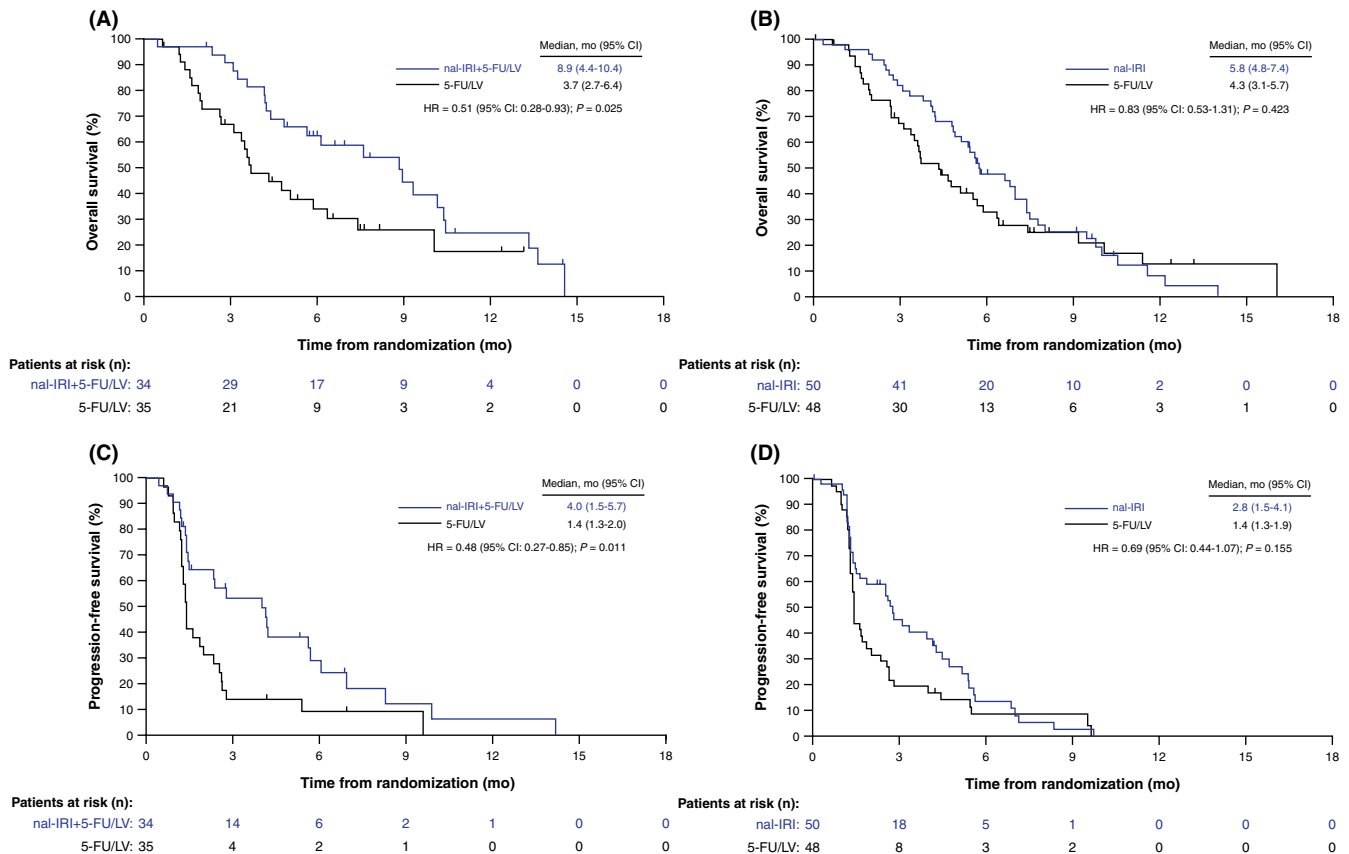 (A)
Overall survival (%)
100
90
80
70
60
50
40
30
20
10
0
0 3 6 9 12 15 18
Time from randomization (mo)
Median, mo (95% CI)
nal-IRI+5-FU/LV 8.9 (4.4-10.4)
5-FU/LV 3.7 (2.7-6.4)
HR = 0.51 (95% CI: 0.28-0.93); P = 0.025
Patients at risk (n):
nal-IRI+5-FU/LV: 34 29 17 9 4 0 0
5-FU/LV: 35 21 9 3 2 0 0
(B)
Overall survival (%)
100
90
80
70
60
50
40
30
20
10
0
0 3 6 9 12 15 18
Time from randomization (mo)
Median, mo (95% CI)
nal-IRI 5.8 (4.8-7.4)
5-FU/LV 4.3 (3.1-5.7)
HR = 0.83 (95% CI: 0.53-1.31); P = 0.423
Patients at risk (n):
nal-IRI: 50 41 20 10 2 0 0
5-FU/LV: 48 30 13 6 3 1 0
(C)
Progression-free survival (%)
100
90
80
70
60
50
40
30
20
10
0
0 3 6 9 12 15 18
Time from randomization (mo)
Median, mo (95% CI)
nal-IRI+5-FU/LV 4.0 (1.5-5.7)
5-FU/LV 1.4 (1.3-2.0)
HR = 0.48 (95% CI: 0.27-0.85); P = 0.011
Patients at risk (n):
nal-IRI+5-FU/LV: 34 14 6 2 1 0 0
5-FU/LV: 35 4 2 1 0 0 0
(D)
Progression-free survival (%)
100
90
80
70
60
50
40
30
20
10
0
0 3 6 9 12 15 18
Time from randomization (mo)
Median, mo (95% CI)
nal-IRI 2.8 (1.5-4.1)
5-FU/LV 1.4 (1.3-1.9)
HR = 0.69 (95% CI: 0.44-1.07); P = 0.155
Patients at risk (n):
nal-IRI: 50 18 5 1 0 0 0
5-FU/LV: 48 8 3 2 0 0 0